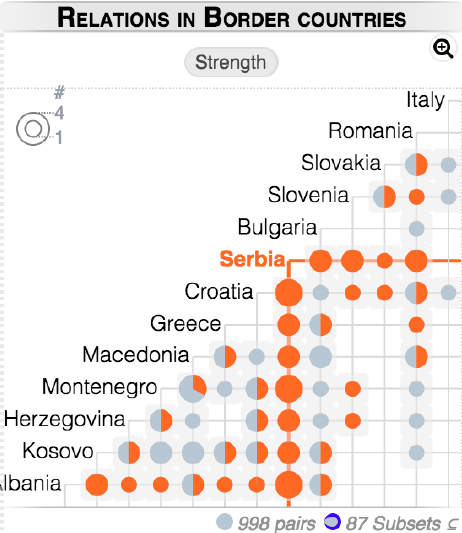 Relations in Border countries
Strength
#
4
1
Italy
Romania
Slovakia
Slovenia
Bulgaria
Serbia
Croatia
Greece
Macedonia
Montenegro
Herzegovina
Kosovo
lbania
998 pairs 87 Subsets ⊆